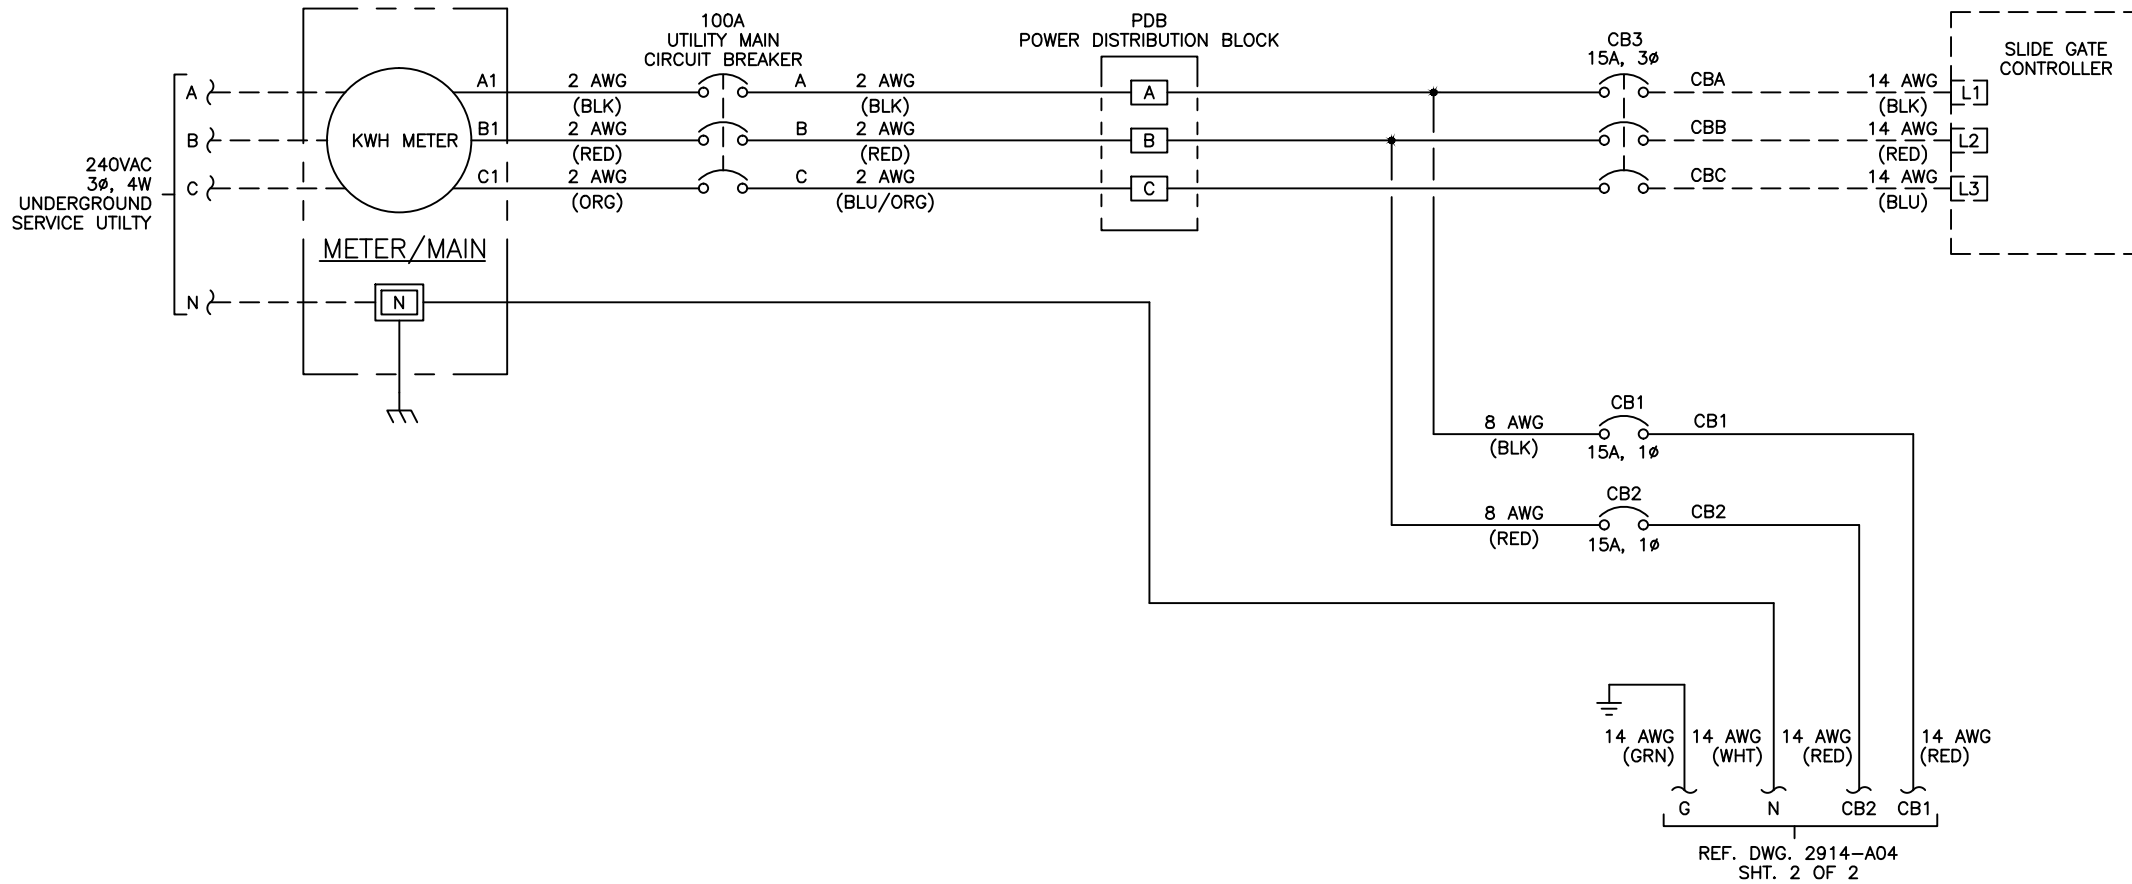 100A
UTILITY MAIN
CIRCUIT BREAKER
PDB
POWER DISTRIBUTION BLOCK
CB3
15A, 3ø
SLIDE GATE
CONTROLLER
A
A1
2 AWG
(BLK)
A
2 AWG
(BLK)
A
CBA
14 AWG
(BLK)
L1
B
KWH METER
B1
2 AWG
(RED)
B
2 AWG
(RED)
B
CBB
14 AWG
(RED)
L2
C
C1
2 AWG
(ORG)
C
2 AWG
(BLU/ORG)
C
CBC
14 AWG
(BLU)
L3
240VAC
3ø, 4W
UNDERGROUND
SERVICE UTILTY
METER/MAIN
N
N
CB1
8 AWG
(BLK)
15A, 1ø
CB1
CB2
8 AWG
(RED)
15A, 1ø
CB2
14 AWG
(GRN)
14 AWG
(WHT)
14 AWG
(RED)
14 AWG
(RED)
G
N
CB2
CB1
REF. DWG. 2914-A04
SHT. 2 OF 2